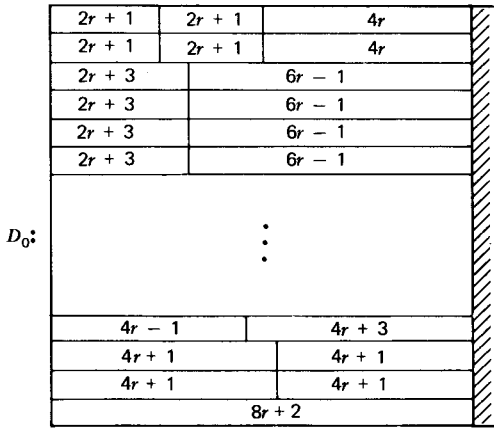 2r + 1 2r + 1 4r
2r + 1 2r + 1 4r
2r + 3 6r − 1
2r + 3 6r − 1
2r + 3 6r − 1
2r + 3 6r − 1
D₀:
4r − 1 4r + 3
4r + 1 4r + 1
4r + 1 4r + 1
8r + 2